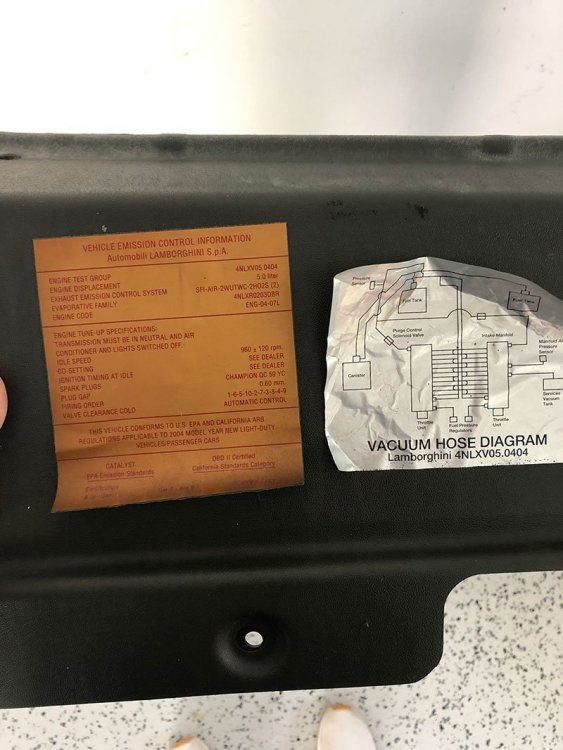 VEHICLE EMISSION CONTROL INFORMATION
Automobili LAMBORGHINI S.p.A.
ENGINE TEST GROUP 4NLXV05.0404
ENGINE DISPLACEMENT 5.0 liter
EXHAUST EMISSION CONTROL SYSTEM SFI-AIR-2WUTWC-2HO2S (2)
EVAPORATIVE FAMILY 4NLXR0203DBR
ENGINE CODE ENG-04-07L
ENGINE TUNE-UP SPECIFICATIONS:
TRANSMISSION MUST BE IN NEUTRAL AND AIR
CONDITIONER AND LIGHTS SWITCHED OFF
IDLE SPEED 960 ± 120 rpm.
CO-SETTING SEE DEALER
IGNITION TIMING AT IDLE SEE DEALER
SPARK PLUGS CHAMPION QC 59 YC
PLUG GAP 0.60 mm.
FIRING ORDER 1-6-5-10-2-7-3-8-4-9
VALVE CLEARANCE COLD AUTOMATIC CONTROL
THIS VEHICLE CONFORMS TO U.S. EPA AND CALIFORNIA ARB
REGULATIONS APPLICABLE TO 2004 MODEL YEAR NEW LIGHT-DUTY
VEHICLES/PASSENGER CARS
CATALYST OBD II Certified
EPA Emission Standards California Standards Category
Pressure
Sensor
Fuel Tank
Fuel Tank
Purge Control
Solenoid Valve
Intake Manifold
Manifold Air
Pressure
Sensor
Canister
Services
Vacuum
Tank
Throttle
Unit
Fuel Pressure
Regulators
Throttle
Unit
VACUUM HOSE DIAGRAM
Lamborghini 4NLXV05.0404